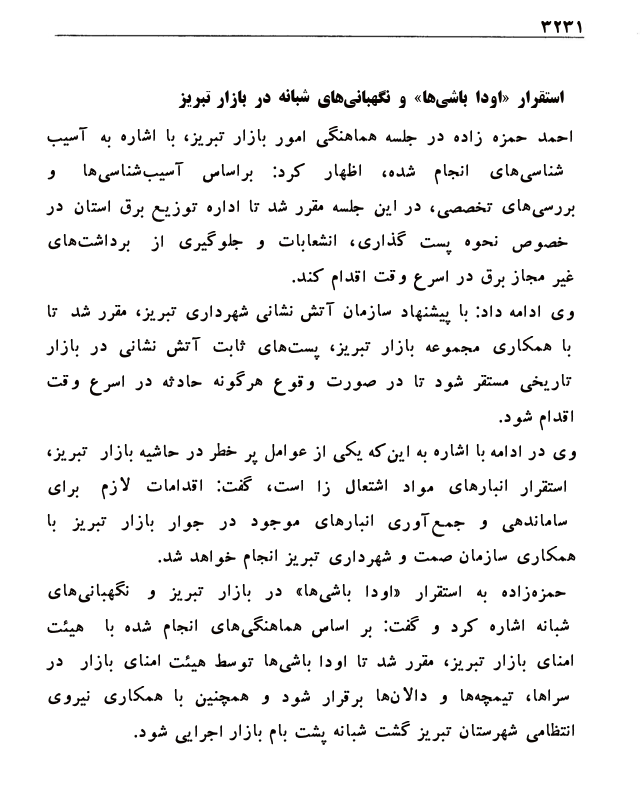 ۳۲۳۱
استقرار «اودا باشی‌ها» و نگهبانی‌های شبانه در بازار تبریز
احمد حمزه زاده در جلسه هماهنگی امور بازار تبریز، با اشاره به آسیب
شناسی‌های انجام شده، اظهار کرد: براساس آسیب‌شناسی‌ها و
بررسی‌های تخصصی، در این جلسه مقرر شد تا اداره توزیع برق استان در
خصوص نحوه پست گذاری، انشعابات و جلوگیری از برداشت‌های
غیر مجاز برق در اسرع وقت اقدام کند.
وی ادامه داد: با پیشنهاد سازمان آتش نشانی شهرداری تبریز، مقرر شد تا
با همکاری مجموعه بازار تبریز، پست‌های ثابت آتش نشانی در بازار
تاریخی مستقر شود تا در صورت وقوع هرگونه حادثه در اسرع وقت
اقدام شود.
وی در ادامه با اشاره به این‌که یکی از عوامل پر خطر در حاشیه بازار تبریز،
استقرار انبارهای مواد اشتعال زا است، گفت: اقدامات لازم برای
ساماندهی و جمع‌آوری انبارهای موجود در جوار بازار تبریز با
همکاری سازمان صمت و شهرداری تبریز انجام خواهد شد.
حمزه‌زاده به استقرار «اودا باشی‌ها» در بازار تبریز و نگهبانی‌های
شبانه اشاره کرد و گفت: بر اساس هماهنگی‌های انجام شده با هیئت
امنای بازار تبریز، مقرر شد تا اودا باشی‌ها توسط هیئت امنای بازار در
سراها، تیمچه‌ها و دالان‌ها برقرار شود و همچنین با همکاری نیروی
انتظامی شهرستان تبریز گشت شبانه پشت بام بازار اجرایی شود.